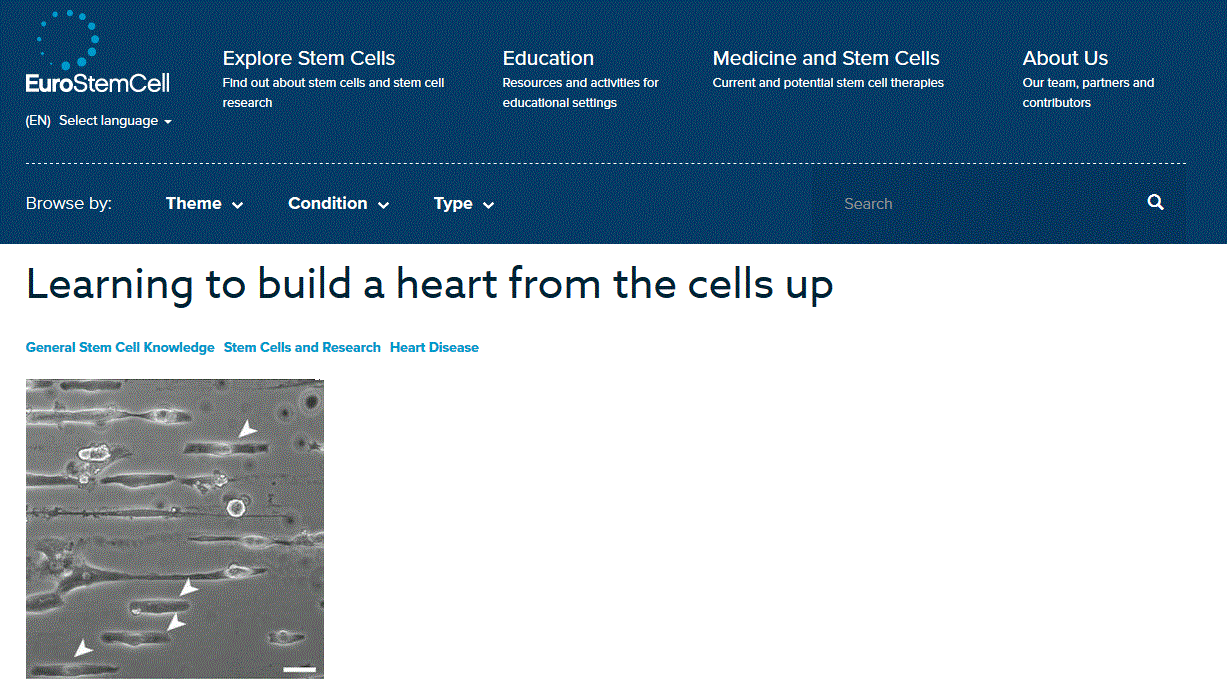 EuroStemCell
(EN) Select language
Explore Stem Cells
Find out about stem cells and stem cell
research
Education
Resources and activities for
educational settings
Medicine and Stem Cells
Current and potential stem cell therapies
About Us
Our team, partners and
contributors
Browse by: Theme Condition Type Search
Learning to build a heart from the cells up
General Stem Cell Knowledge Stem Cells and Research Heart Disease